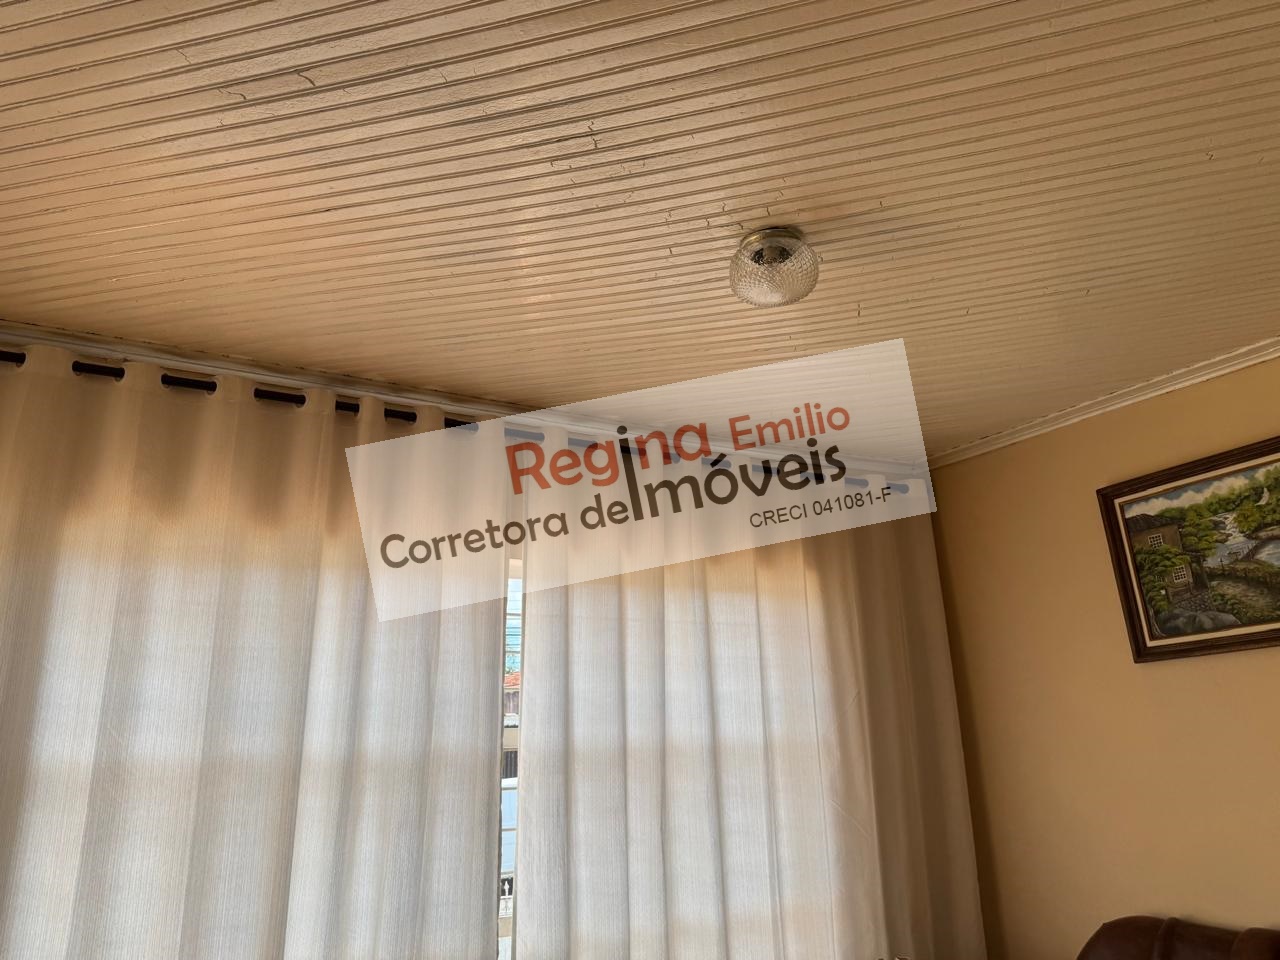 Regina Emilio
Corretora de Imóveis
CRECI 041081-F